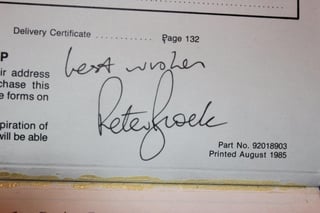 Delivery Certificate ............ Page 132
P
ir address
chase this
e forms on
best wishes
Peter Brock
piration of
will be able
Part No. 92018903
Printed August 1985